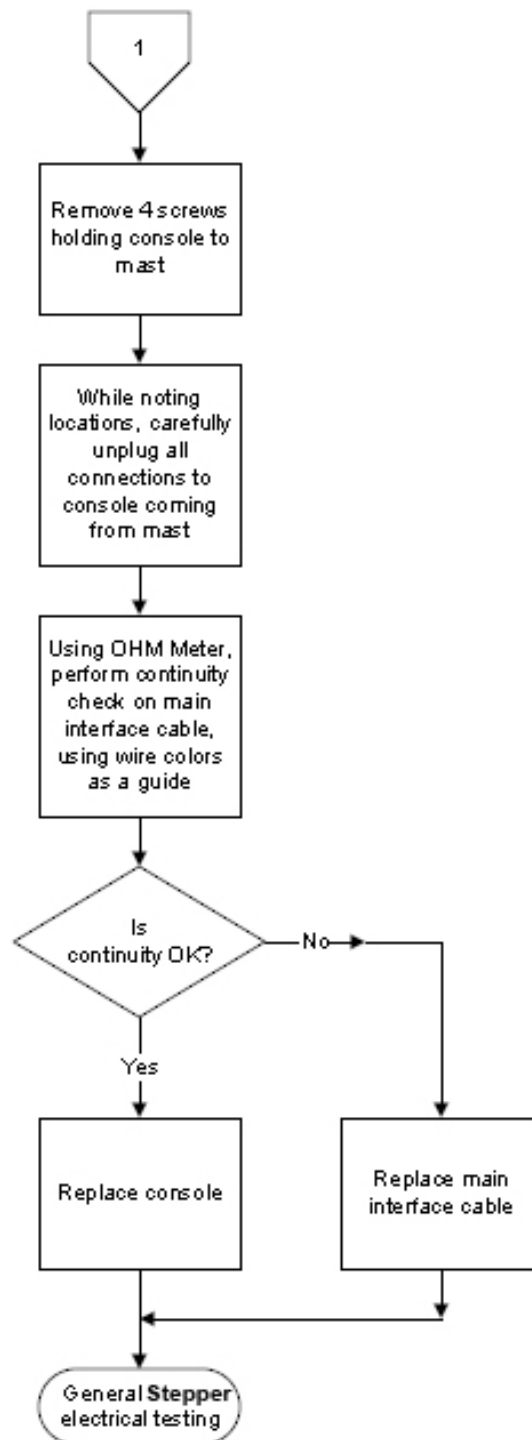 1
Remove 4 screws
holding console to
mast
While noting
locations, carefully
unplug all
connections to
console coming
from mast
Using OHM Meter,
perform continuity
check on main
interface cable,
using wire colors
as a guide
Is
continuity OK?
No
Yes
Replace console
Replace main
interface cable
General Stepper
electrical testing